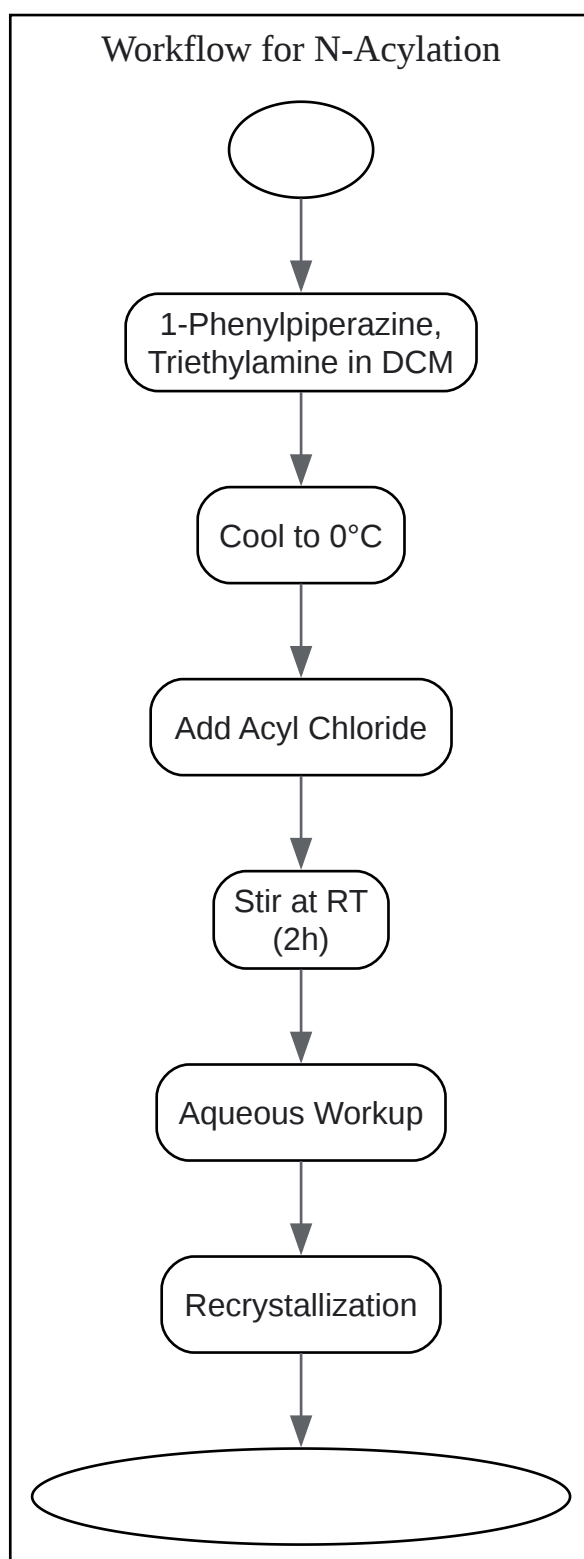 Workflow for N-Acylation
1-Phenylpiperazine,
Triethylamine in DCM
Cool to 0°C
Add Acyl Chloride
Stir at RT
(2h)
Aqueous Workup
Recrystallization